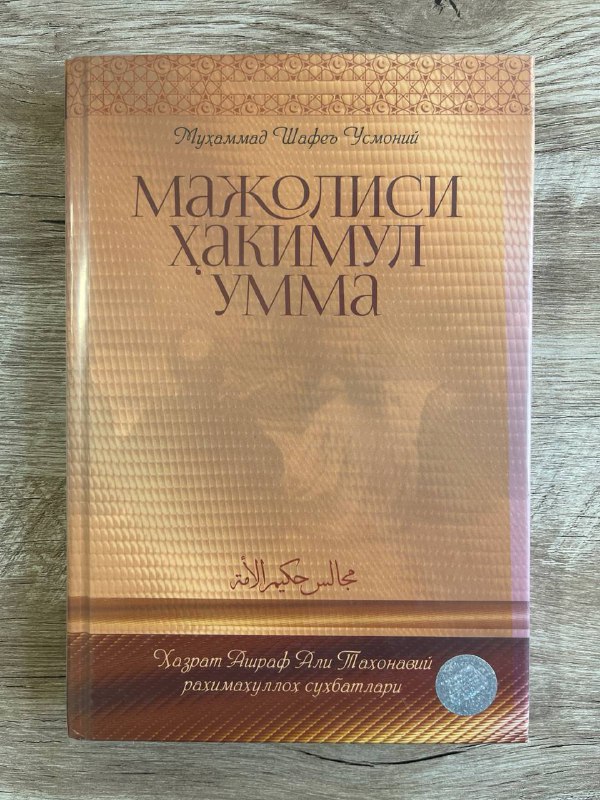 Муҳаммад Шафеъ Усмоний
МАЖОЛИСИ
ҲАКИМУЛ
УММА
مجالس حكيم الأمة
Ҳазрат Ашраф Али Таҳонавий
раҳимаҳуллоҳ суҳбатлари